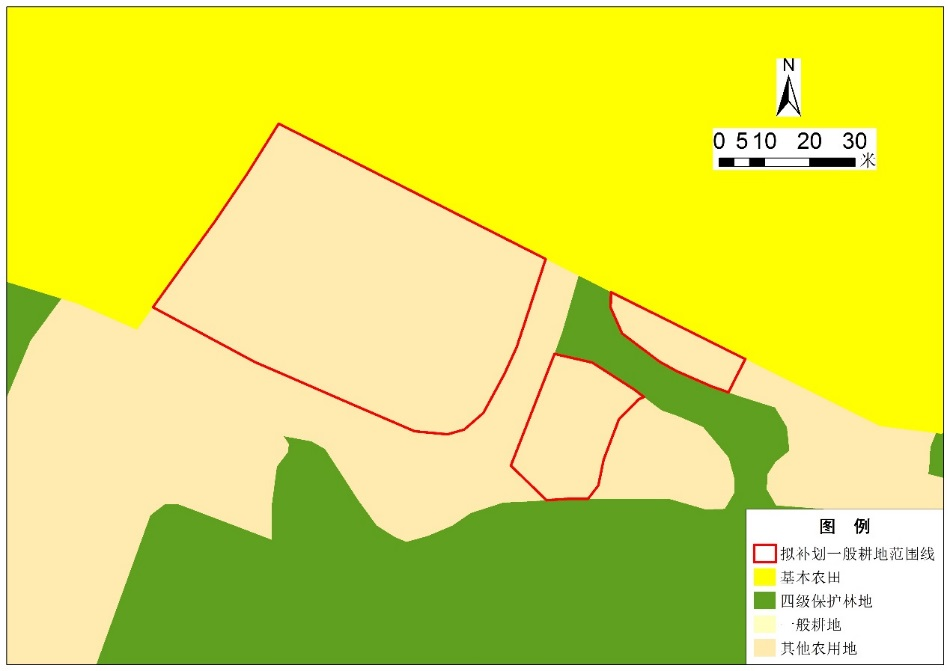 N
0 5 10 20 30
米
图 例
拟补划一般耕地范围线
基本农田
四级保护林地
一般耕地
其他农用地